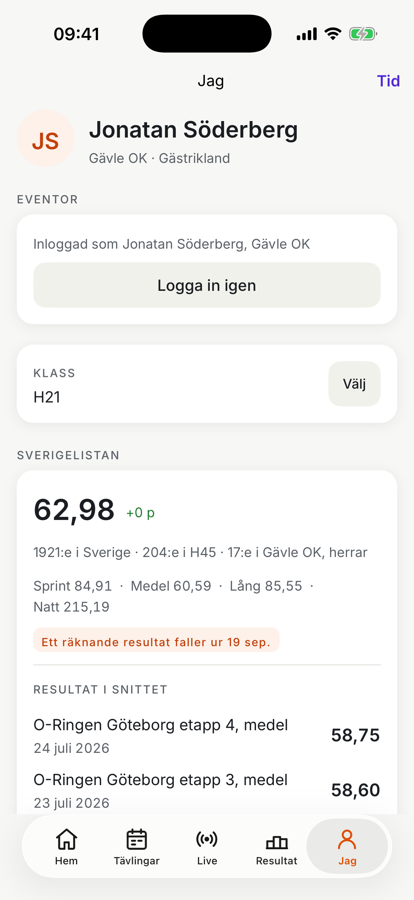 09:41
Jag
Tid
JS
Jonatan Söderberg
Gävle OK · Gästrikland
EVENTOR
Inloggad som Jonatan Söderberg, Gävle OK
Logga in igen
KLASS
H21
Välj
SVERIGELISTAN
62,98 +0 p
1921:e i Sverige · 204:e i H45 · 17:e i Gävle OK, herrar
Sprint 84,91 · Medel 60,59 · Lång 85,55 ·
Natt 215,19
Ett räknande resultat faller ur 19 sep.
RESULTAT I SNITTET
O-Ringen Göteborg etapp 4, medel
24 juli 2026
58,75
O-Ringen Göteborg etapp 3, medel
23 juli 2026
58,60
Hem
Tävlingar
Live
Resultat
Jag